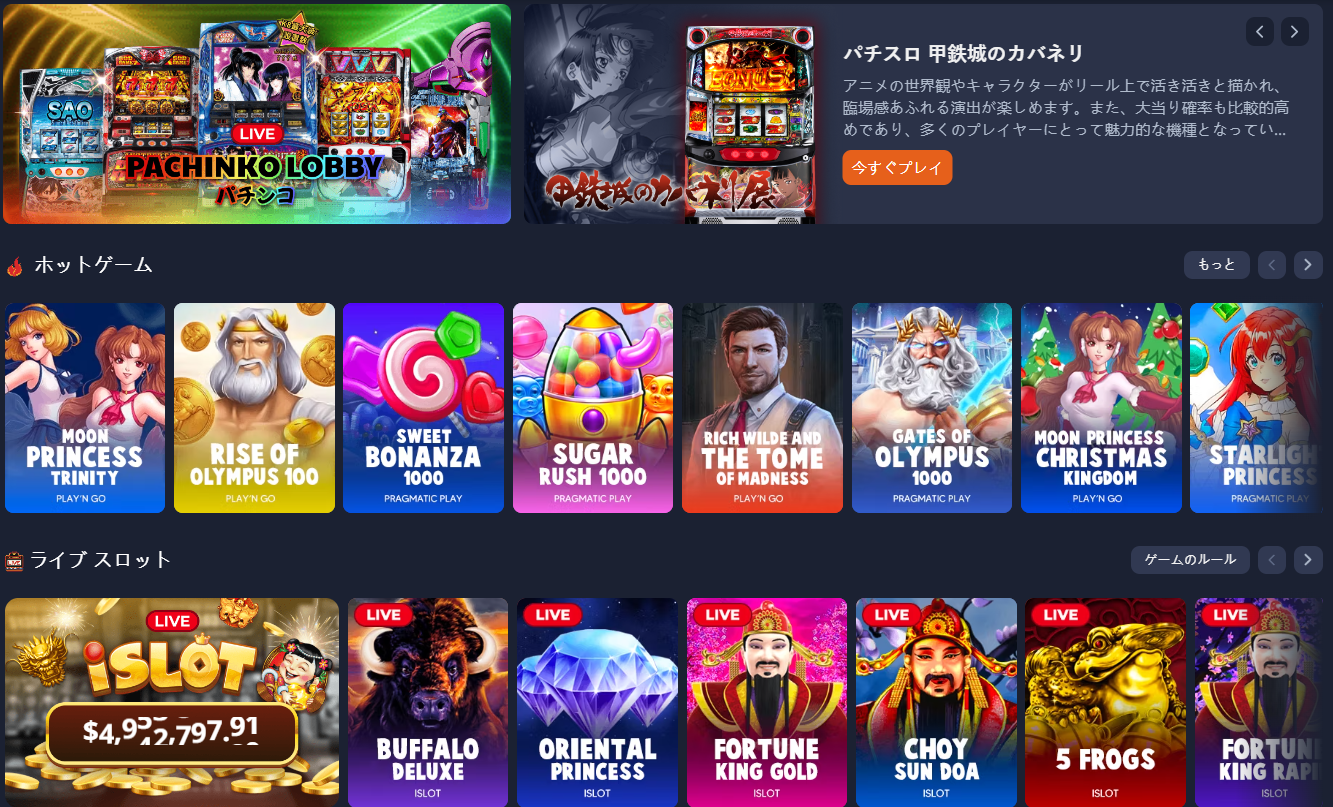 SAO
LIVE
PACHINKO LOBBY
パチンコ
BONUS
甲鉄城のカバネリ展
パチスロ 甲鉄城のカバネリ
アニメの世界観やキャラクターがリール上で活き活きと描かれ、
臨場感あふれる演出が楽しめます。また、大当り確率も比較的高
めであり、多くのプレイヤーにとって魅力的な機種となってい...
今すぐプレイ
ホットゲーム
もっと
MOON
PRINCESS
TRINITY
PLAY'N GO
RISE OF
OLYMPUS 100
PLAY'N GO
SWEET
BONANZA
1000
PRAGMATIC PLAY
SUGAR
RUSH 1000
PRAGMATIC PLAY
RICH WILDE AND
THE TOME
OF MADNESS
PLAY'N GO
GATES OF
OLYMPUS
1000
PRAGMATIC PLAY
MOON PRINCESS
CHRISTMAS
KINGDOM
PLAY'N GO
STARLIGH
PRINCESS
PRAGMATIC PLAY
ライブ スロット
ゲームのルール
LIVE
iSLOT
LIVE
BUFFALO
DELUXE
ISLOT
LIVE
ORIENTAL
PRINCESS
ISLOT
LIVE
FORTUNE
KING GOLD
ISLOT
LIVE
CHOY
SUN DOA
ISLOT
LIVE
5 FROGS
ISLOT
LIVE
FORTUN
KING RAPI
ISLOT